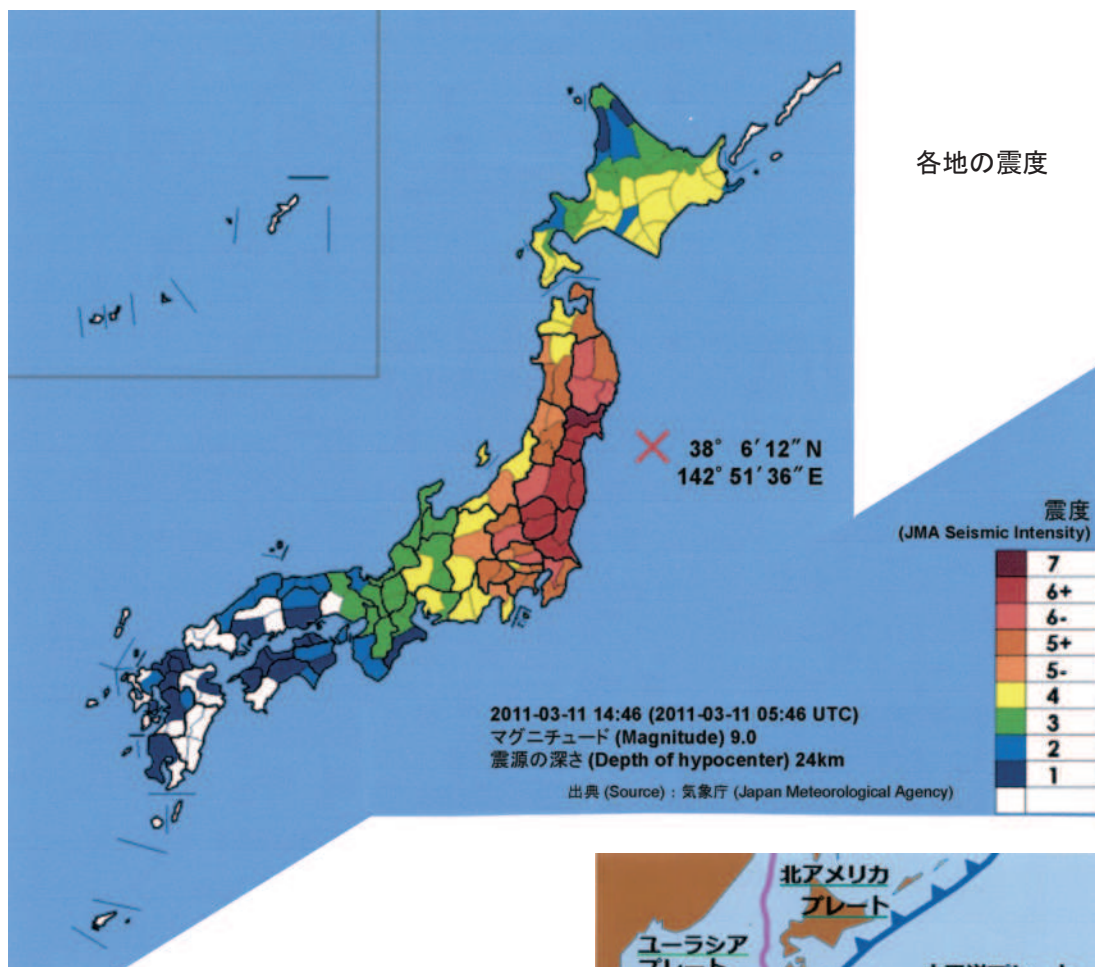 各地の震度
38° 6′12″N
142°51′36″E
震度
(JMA Seismic Intensity)
7
6+
6-
5+
5-
4
3
2
1
2011-03-11 14:46 (2011-03-11 05:46 UTC)
マグニチュード (Magnitude) 9.0
震源の深さ (Depth of hypocenter) 24km
出典 (Source) : 気象庁 (Japan Meteorological Agency)
北アメリカ
プレート
ユーラシア
プレート